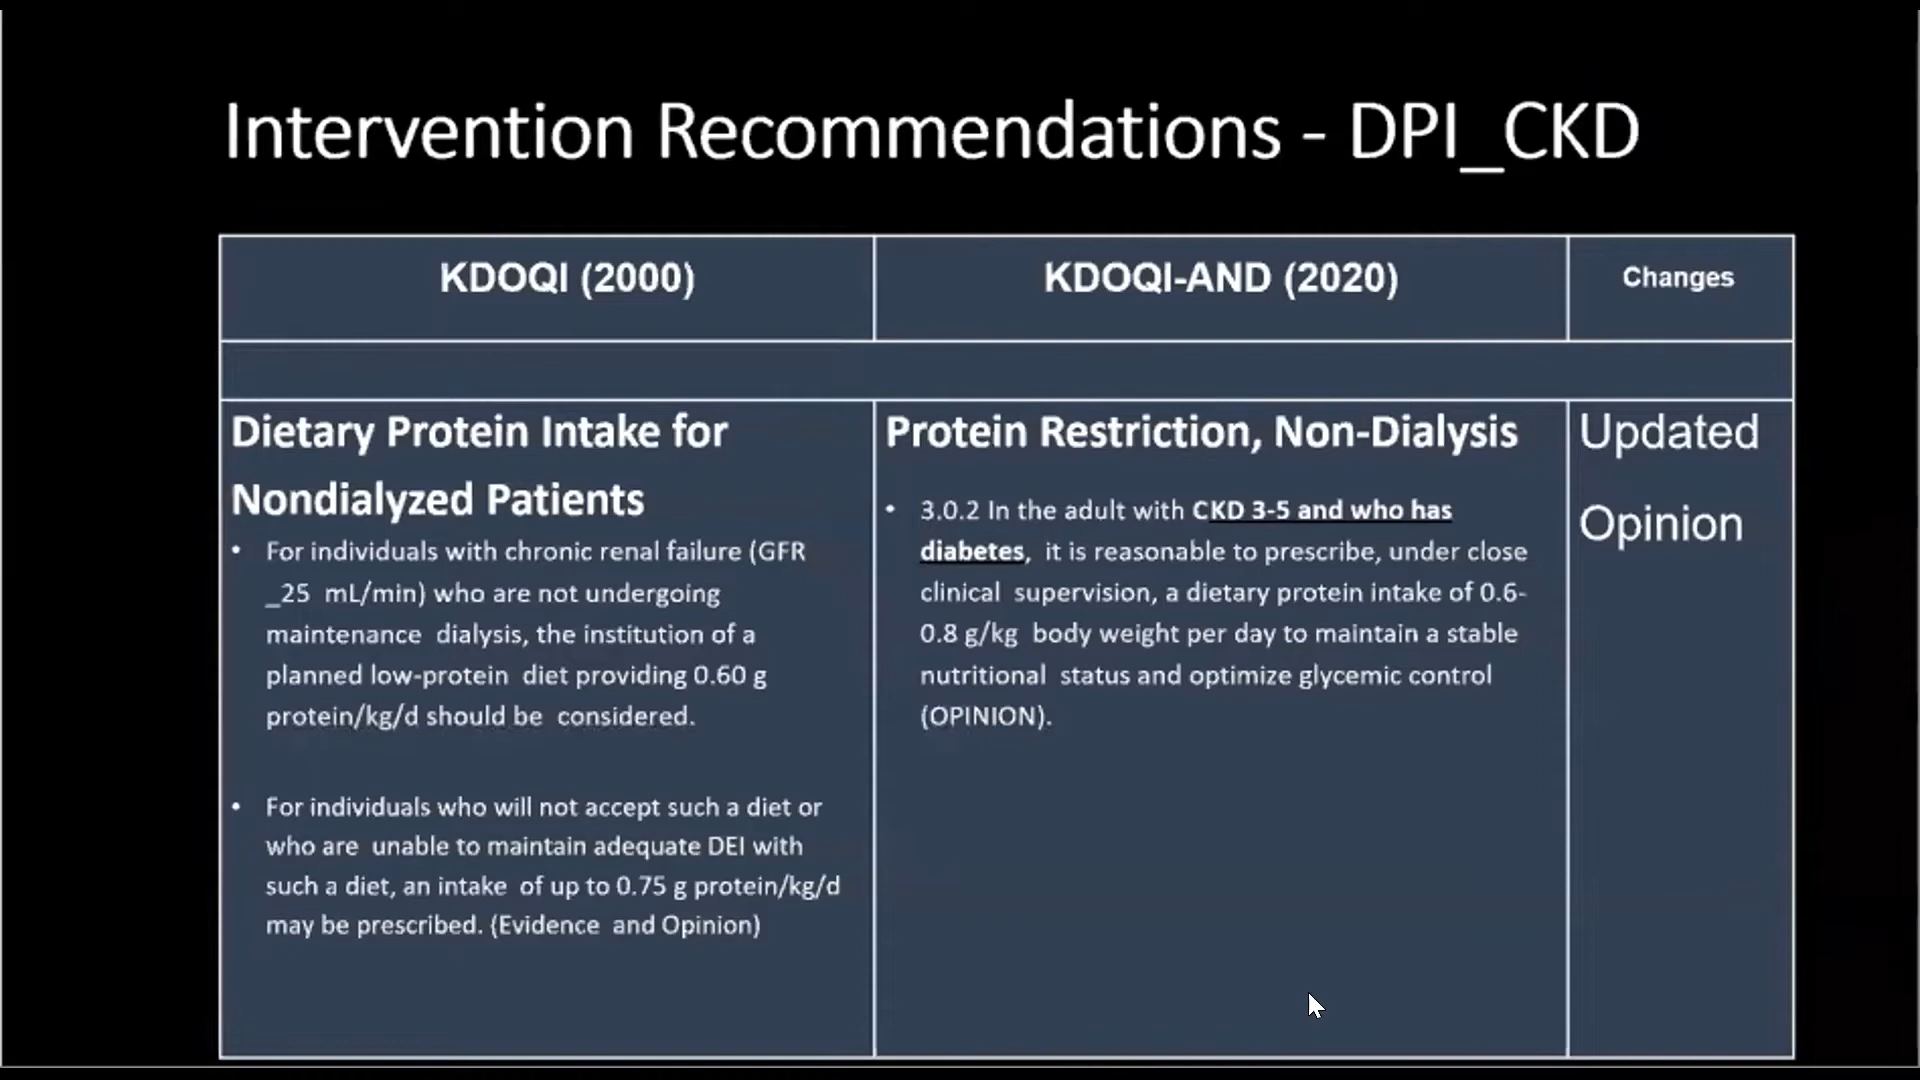 Intervention Recommendations - DPI_CKD
KDOQI (2000)
KDOQI-AND (2020)
Changes
Dietary Protein Intake for
Nondialyzed Patients
• For individuals with chronic renal failure (GFR
_25 mL/min) who are not undergoing
maintenance dialysis, the institution of a
planned low-protein diet providing 0.60 g
protein/kg/d should be considered.
• For individuals who will not accept such a diet or
who are unable to maintain adequate DEI with
such a diet, an intake of up to 0.75 g protein/kg/d
may be prescribed. (Evidence and Opinion)
Protein Restriction, Non-Dialysis
• 3.0.2 In the adult with CKD 3-5 and who has
diabetes, it is reasonable to prescribe, under close
clinical supervision, a dietary protein intake of 0.6-
0.8 g/kg body weight per day to maintain a stable
nutritional status and optimize glycemic control
(OPINION).
Updated
Opinion